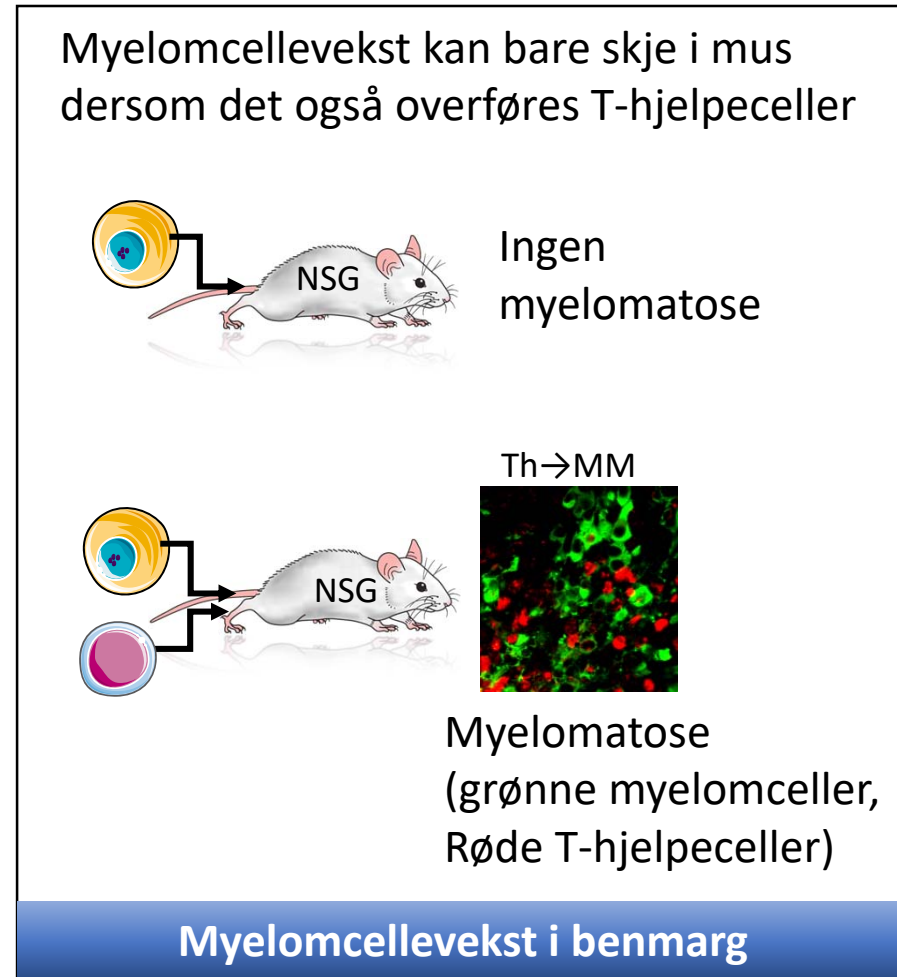 Myelomcellevekst kan bare skje i mus
dersom det også overføres T-hjelpeceller
NSG
Ingen
myelomatose
Th→MM
NSG
Myelomatose
(grønne myelomceller,
Røde T-hjelpeceller)
Myelomcellevekst i benmarg